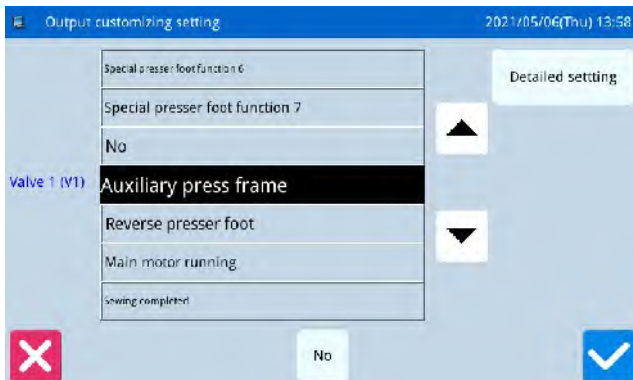 Output customizing setting
2021/05/06(Thu) 13:58
Special presser foot function 6
Detailed settting
Special presser foot function 7
No
Valve 1 (V1)
Auxiliary press frame
Reverse presser foot
Main motor running
Sewing completed
No